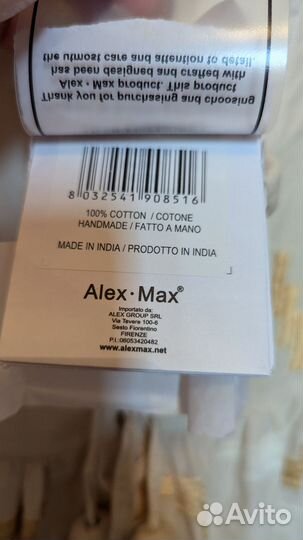 Thank you for purchasing and choosing
Alex · Max product. This product
has been designed and crafted with
the utmost care and attention to detail.
8 032541 908516
100% COTTON / COTONE
HANDMADE / FATTO A MANO
MADE IN INDIA / PRODOTTO IN INDIA
Alex·Max®
Importato da:
ALEX GROUP SRL
Via Tevere 100-6
Sesto Fiorentino
FIRENZE
P.I.:06053420482
www.alexmax.net
Avito